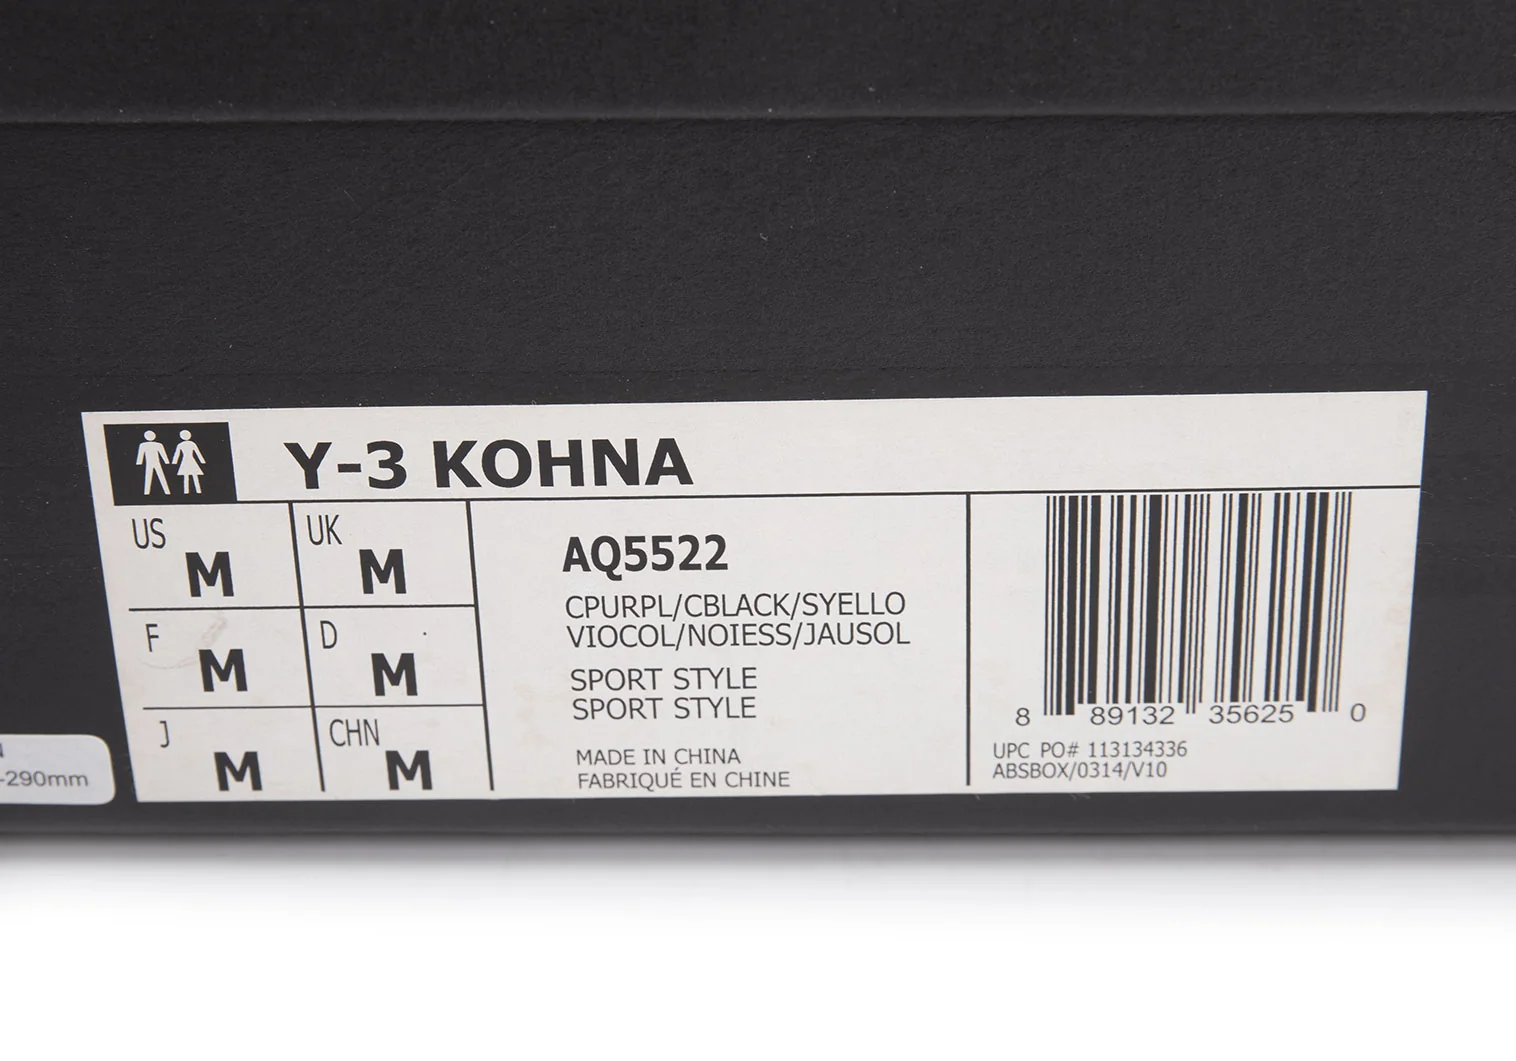 Y-3 KOHNA
US M
UK M
F M
D M
J M
CHN M
AQ5522
CPURPL/CBLACK/SYELLO
VIOCOL/NOIESS/JAUSOL
SPORT STYLE
SPORT STYLE
MADE IN CHINA
FABRIQUÉ EN CHINE
8 89132 35625 0
UPC PO# 113134336
ABSBOX/0314/V10
-290mm